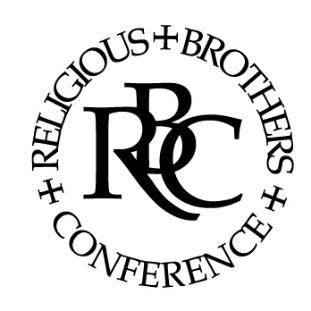 RELIGIOUS + BROTHERS + CONFERENCE +
RBC